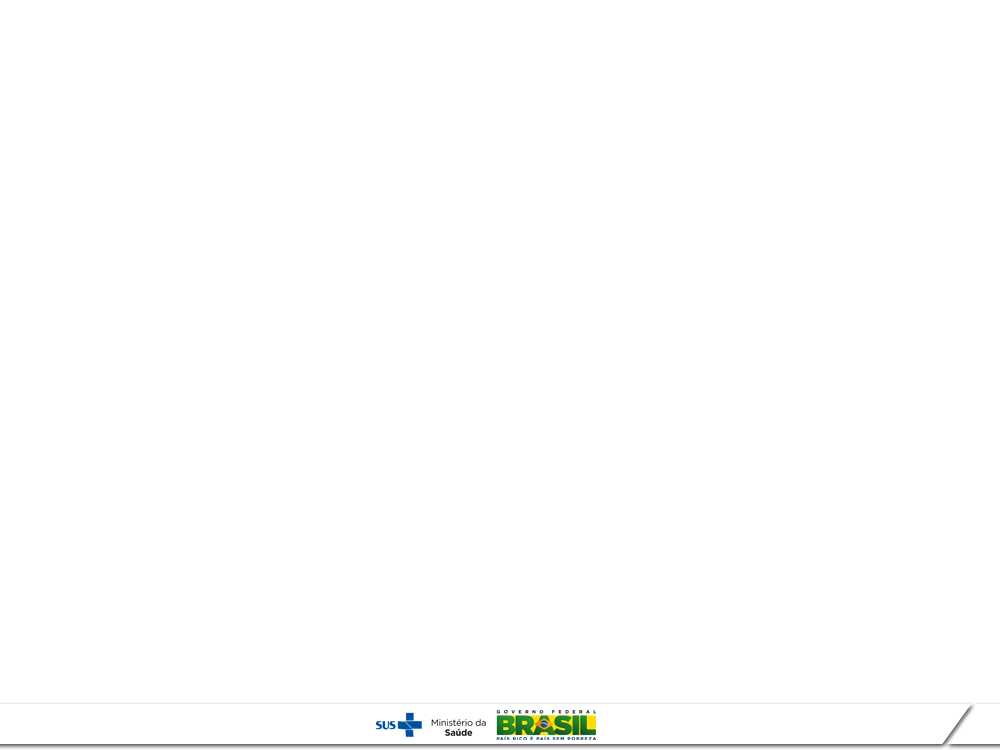 SUS
Ministério da
Saúde
GOVERNO FEDERAL
BRASIL
PAÍS RICO É PAÍS SEM POBREZA